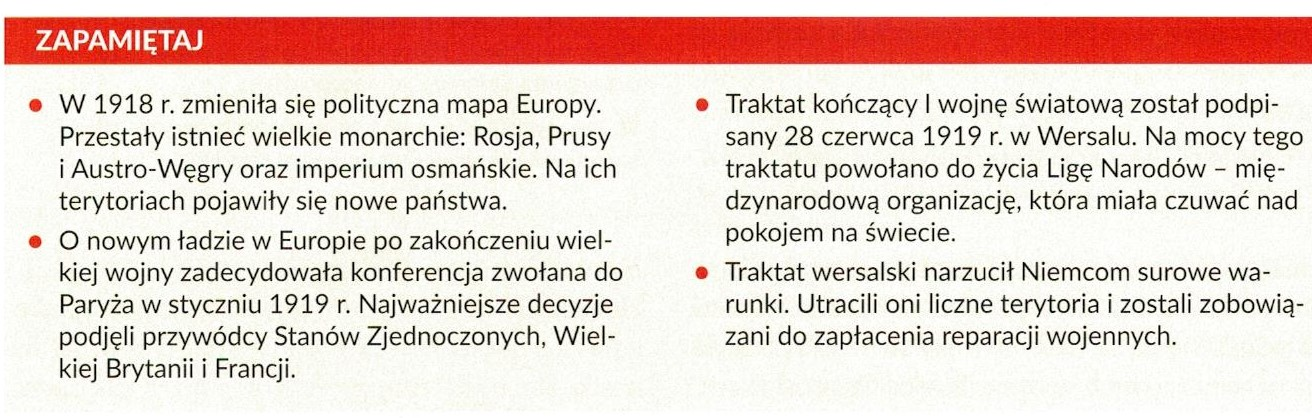 ZAPAMIĘTAJ
● W 1918 r. zmieniła się polityczna mapa Europy.
Przestały istnieć wielkie monarchie: Rosja, Prusy
i Austro-Węgry oraz imperium osmańskie. Na ich
terytoriach pojawiły się nowe państwa.
● O nowym ładzie w Europie po zakończeniu wiel-
kiej wojny zadecydowała konferencja zwołana do
Paryża w styczniu 1919 r. Najważniejsze decyzje
podjęli przywódcy Stanów Zjednoczonych, Wiel-
kiej Brytanii i Francji.
● Traktat kończący I wojnę światową został podpi-
sany 28 czerwca 1919 r. w Wersalu. Na mocy tego
traktatu powołano do życia Ligę Narodów – mię-
dzynarodową organizację, która miała czuwać nad
pokojem na świecie.
● Traktat wersalski narzucił Niemcom surowe wa-
runki. Utracili oni liczne terytoria i zostali zobowią-
zani do zapłacenia reparacji wojennych.